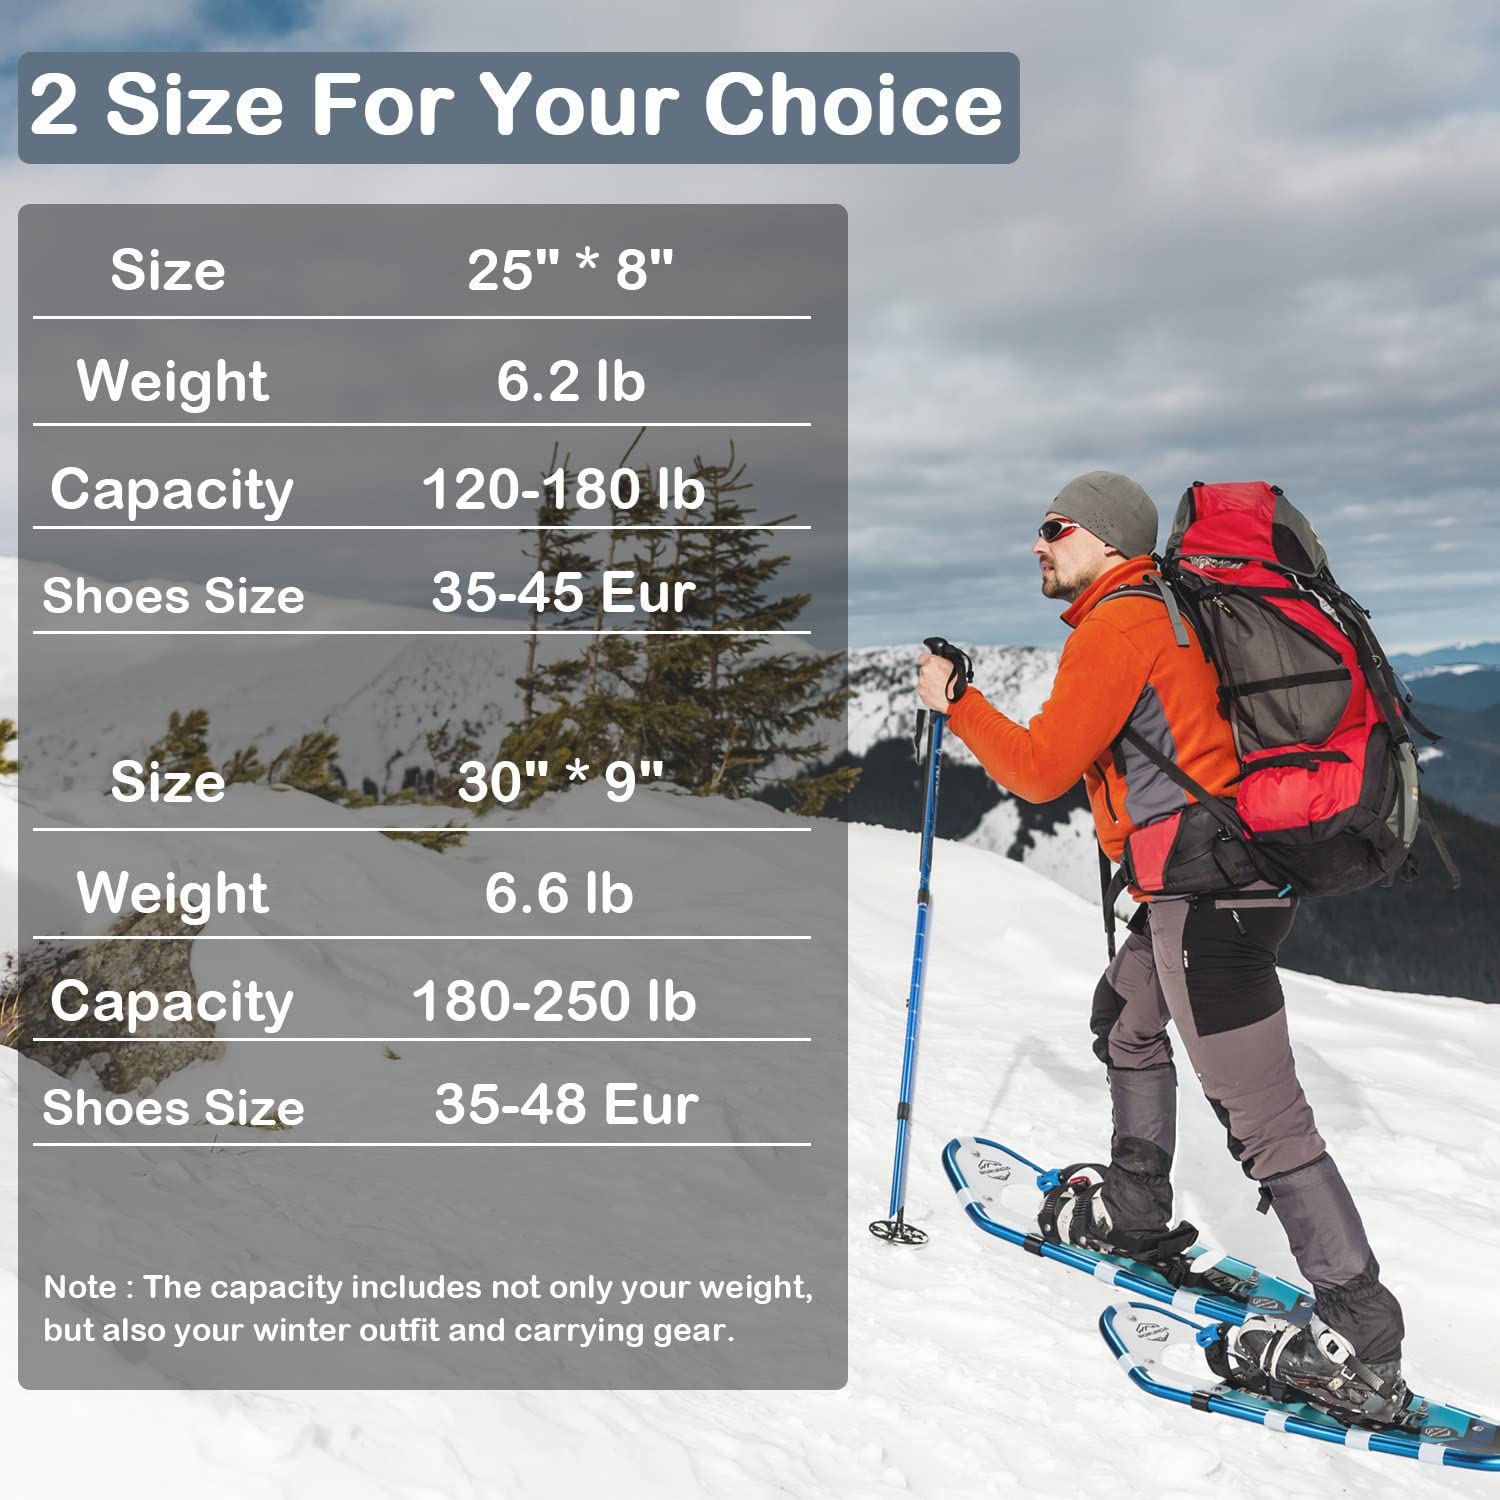 2 Size For Your Choice
Size 25" * 8"
Weight 6.2 lb
Capacity 120-180 lb
Shoes Size 35-45 Eur
Size 30" * 9"
Weight 6.6 lb
Capacity 180-250 lb
Shoes Size 35-48 Eur
Note : The capacity includes not only your weight,
but also your winter outfit and carrying gear.